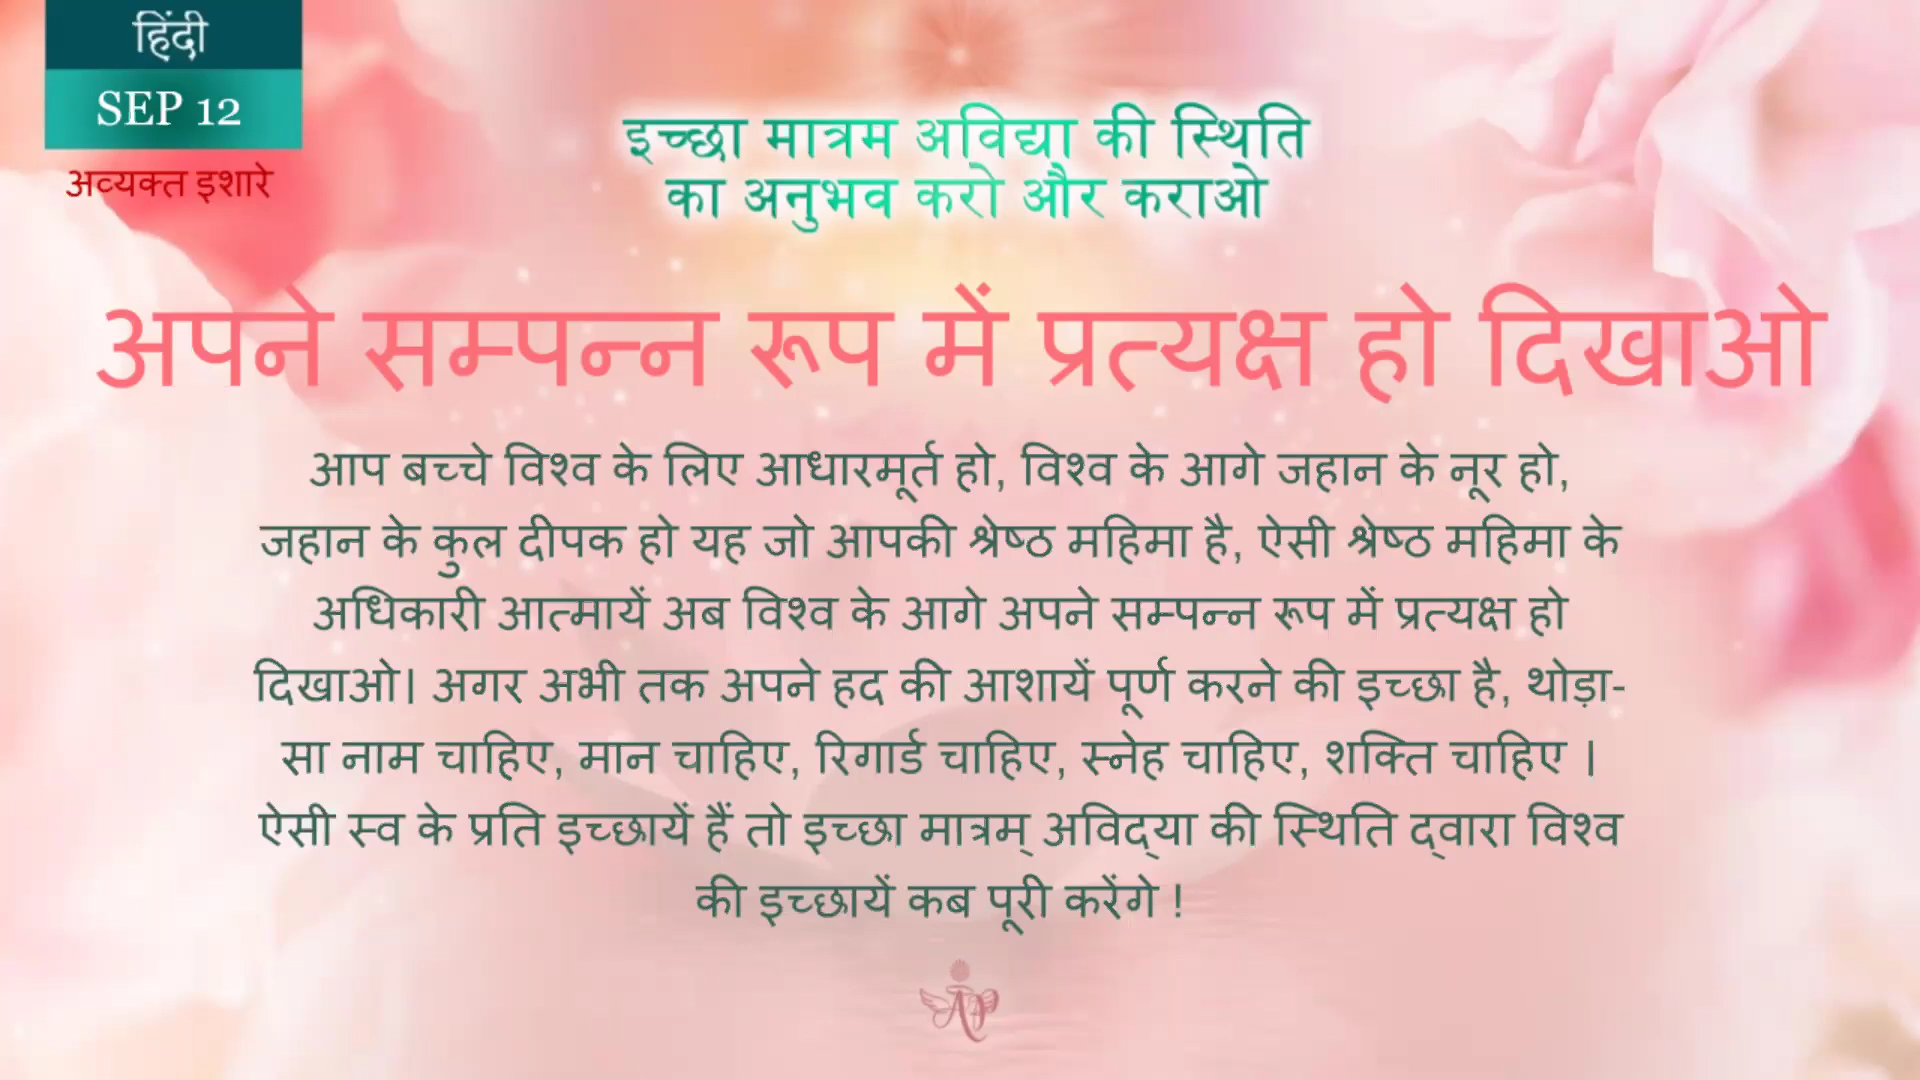 हिंदी
SEP 12
अव्यक्त इशारे
इच्छा मात्रम अविद्या की स्थिति
का अनुभव करो और कराओ
अपने सम्पन्न रूप में प्रत्यक्ष हो दिखाओ
आप बच्चे विश्व के लिए आधारमूर्त हो, विश्व के आगे जहान के नूर हो,
जहान के कुल दीपक हो यह जो आपकी श्रेष्ठ महिमा है, ऐसी श्रेष्ठ महिमा के
अधिकारी आत्मायें अब विश्व के आगे अपने सम्पन्न रूप में प्रत्यक्ष हो
दिखाओ। अगर अभी तक अपने हद की आशायें पूर्ण करने की इच्छा है, थोड़ा-
सा नाम चाहिए, मान चाहिए, रिगार्ड चाहिए, स्नेह चाहिए, शक्ति चाहिए ।
ऐसी स्व के प्रति इच्छायें हैं तो इच्छा मात्रम् अविद्या की स्थिति द्वारा विश्व
की इच्छायें कब पूरी करेंगे !